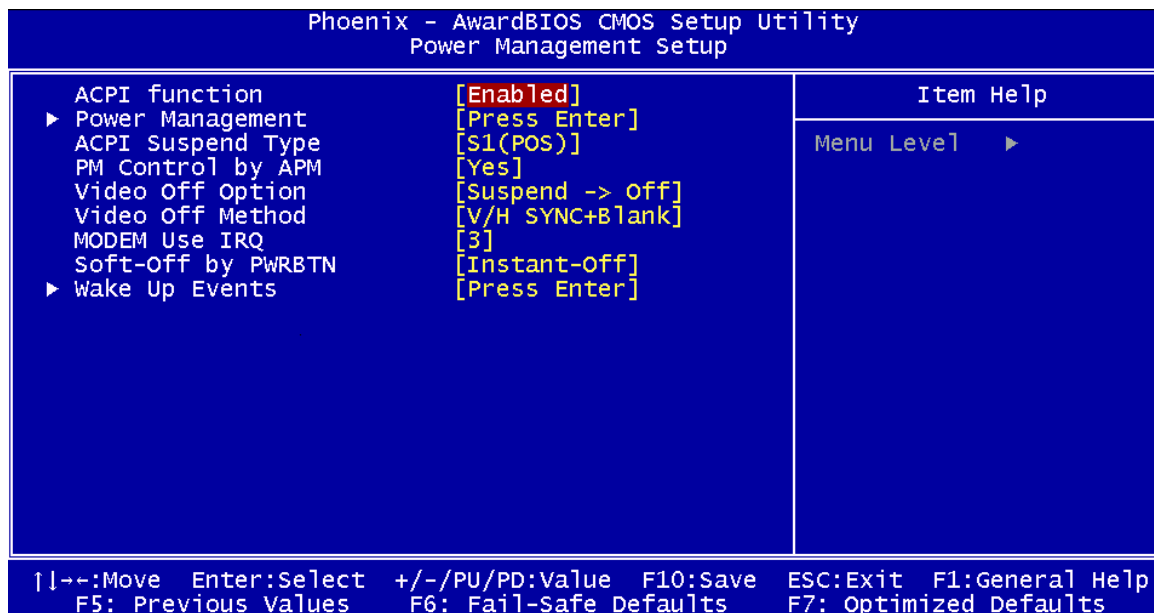 Phoenix - AwardBIOS CMOS Setup Utility
Power Management Setup
ACPI function [Enabled]
▶ Power Management [Press Enter]
ACPI Suspend Type [S1(POS)]
PM Control by APM [Yes]
Video Off Option [Suspend -> Off]
Video Off Method [V/H SYNC+Blank]
MODEM Use IRQ [3]
Soft-Off by PWRBTN [Instant-Off]
▶ Wake Up Events [Press Enter]
Item Help
Menu Level ▶
↑↓→←:Move Enter:Select +/-/PU/PD:Value F10:Save ESC:Exit F1:General Help
F5: Previous Values F6: Fail-Safe Defaults F7: Optimized Defaults